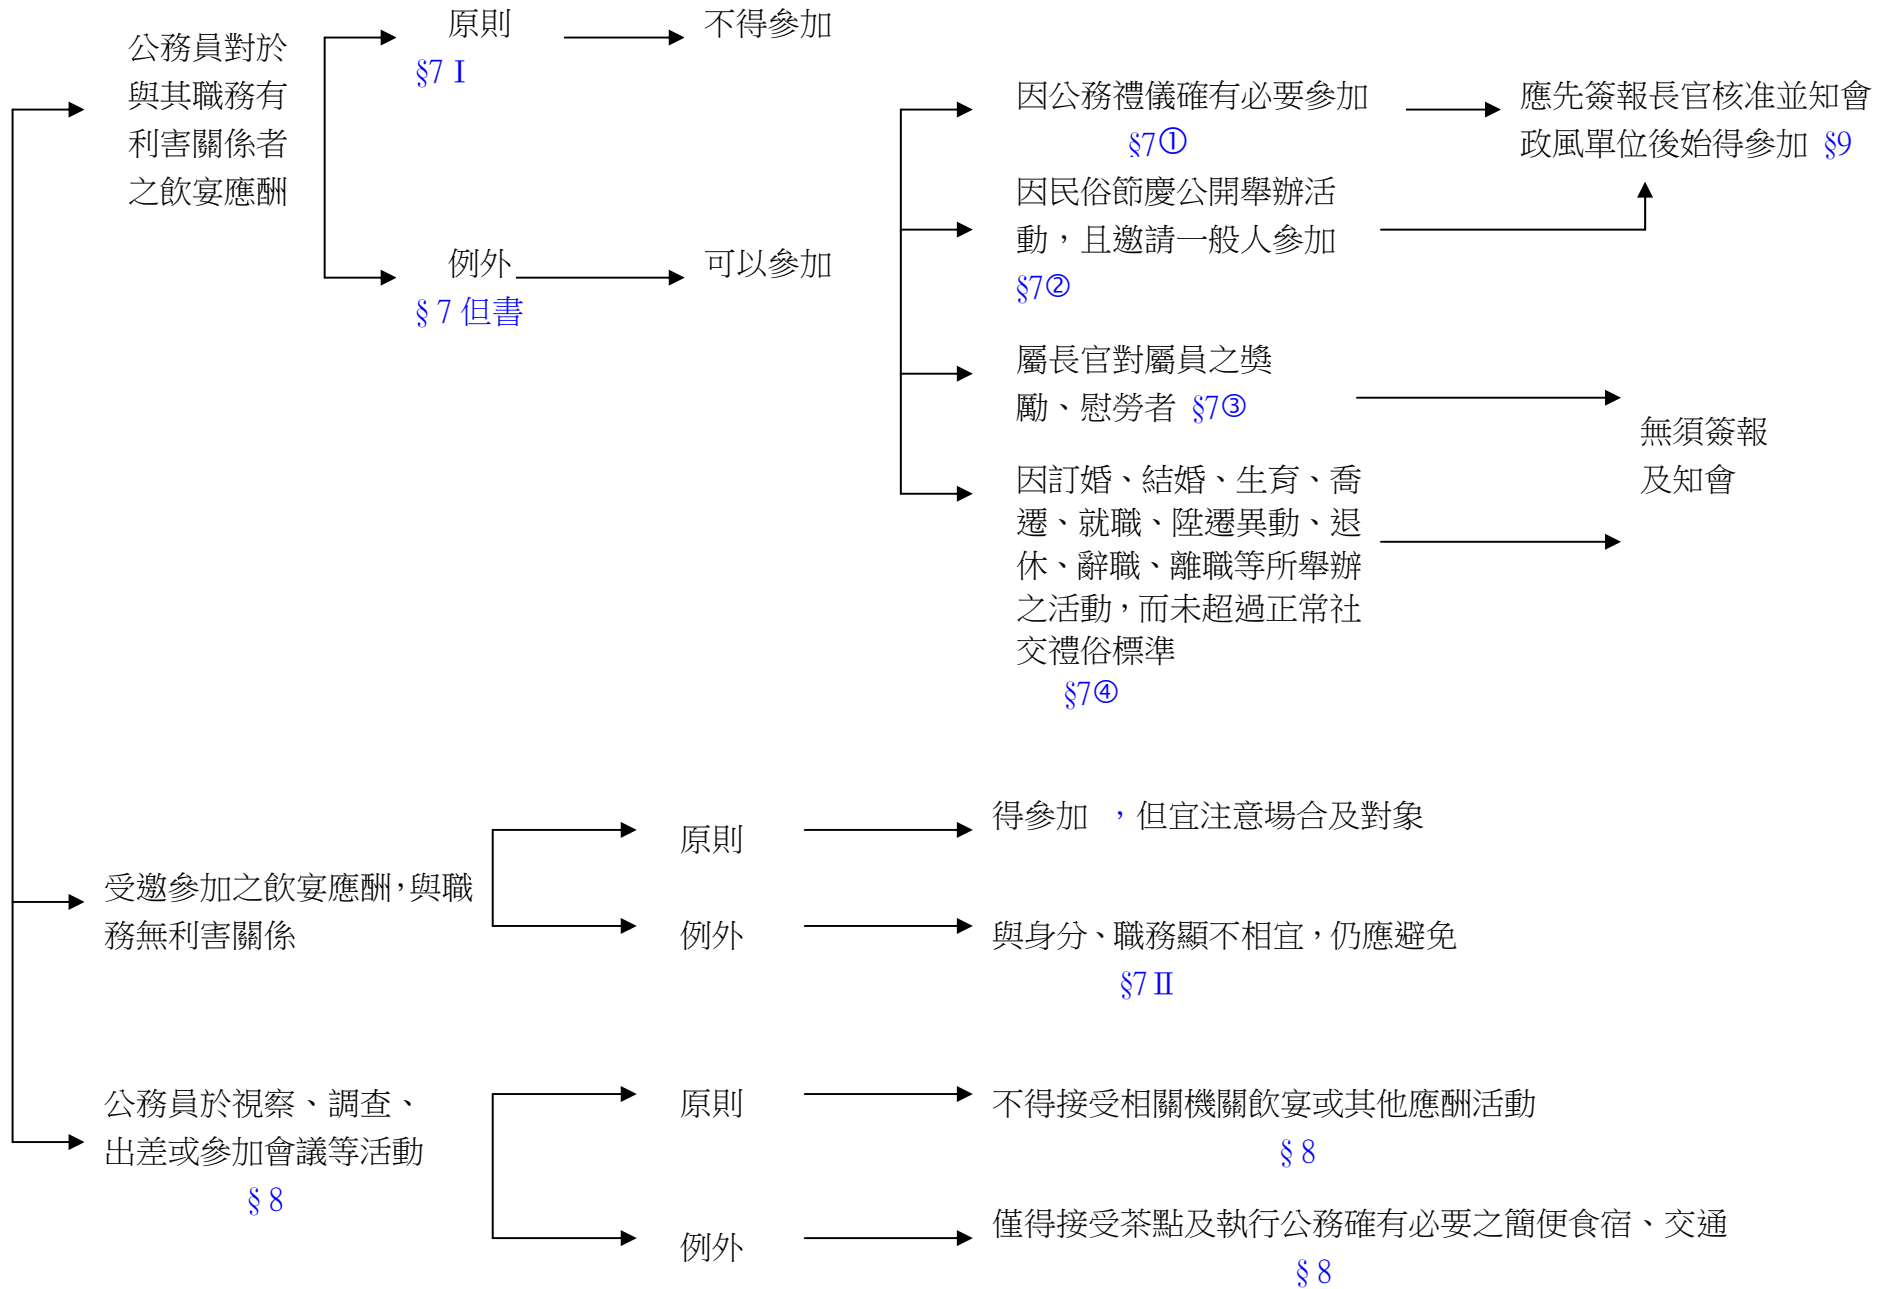 公務員對於
與其職務有
利害關係者
之飲宴應酬
原則
§7 I
不得參加
例外
§ 7 但書
可以參加
因公務禮儀確有必要參加
§7①
應先簽報長官核准並知會
政風單位後始得參加 §9
因民俗節慶公開舉辦活
動，且邀請一般人參加
§7②
屬長官對屬員之獎
勵、慰勞者 §7③
因訂婚、結婚、生育、喬
遷、就職、陞遷異動、退
休、辭職、離職等所舉辦
之活動，而未超過正常社
交禮俗標準
§7④
無須簽報
及知會
受邀參加之飲宴應酬，與職
務無利害關係
原則
得參加 ，但宜注意場合及對象
例外
與身分、職務顯不相宜，仍應避免
§7Ⅱ
公務員於視察、調查、
出差或參加會議等活動
§ 8
原則
不得接受相關機關飲宴或其他應酬活動
§ 8
例外
僅得接受茶點及執行公務確有必要之簡便食宿、交通
§ 8